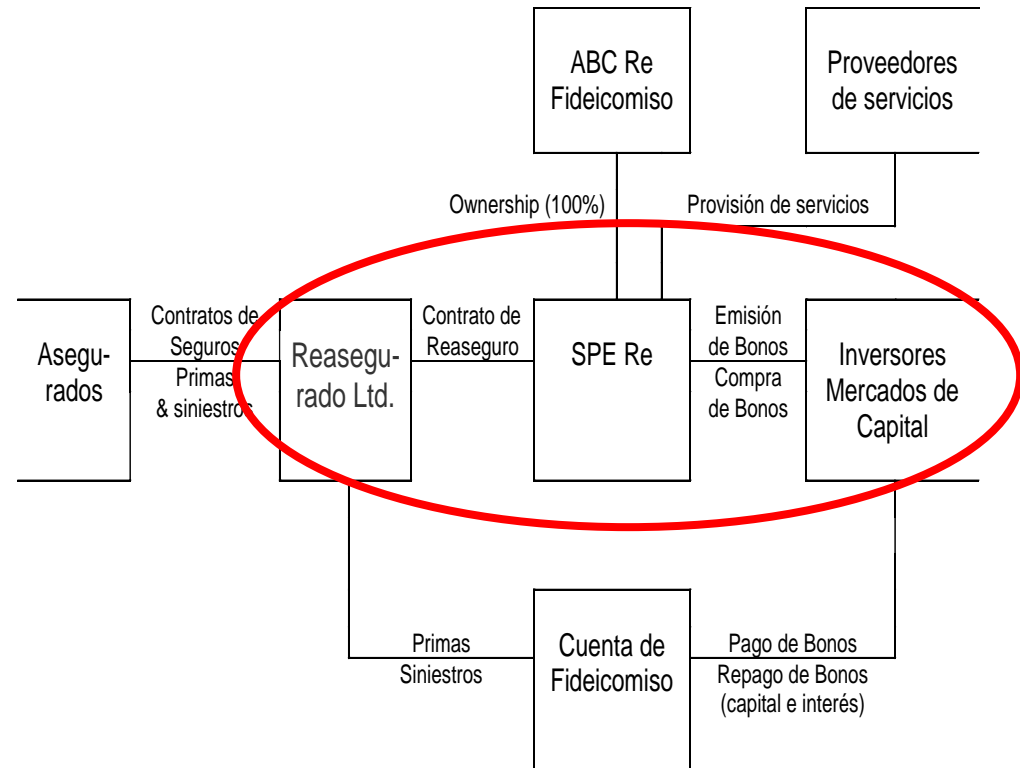 ABC Re
Fideicomiso
Proveedores
de servicios
Ownership (100%)
Provisión de servicios
Asegu-
rados
Contratos de
Seguros
Primas
& siniestros
Reasegu-
rado Ltd.
Contrato de
Reaseguro
SPE Re
Emisión
de Bonos
Compra
de Bonos
Inversores
Mercados de
Capital
Primas
Siniestros
Cuenta de
Fideicomiso
Pago de Bonos
Repago de Bonos
(capital e interés)